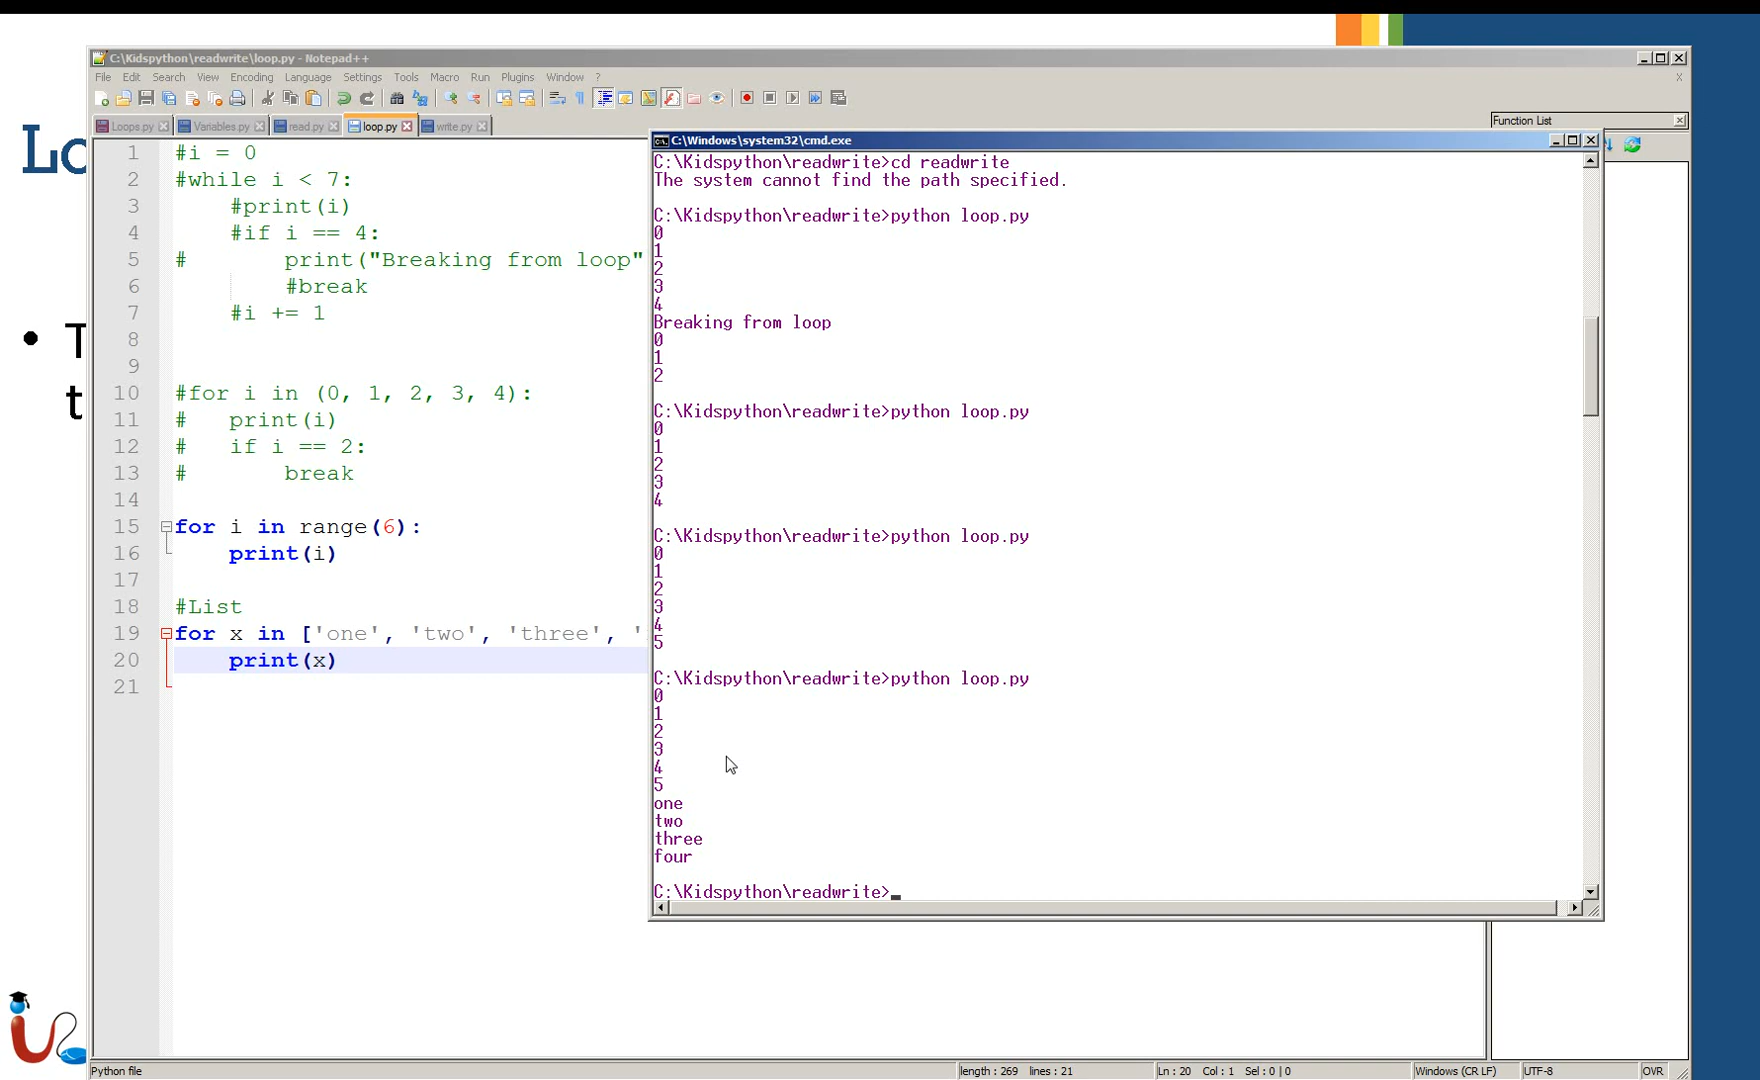 C:\Kidspython\readwrite\loop.py - Notepad++
File Edit Search View Encoding Language Settings Tools Macro Run Plugins Window ?
Loops.py Variables.py read.py loop.py write.py
Function List
Lo
• T
t
1 #i = 0
2 #while i < 7:
3 #print(i)
4 #if i == 4:
5 # print("Breaking from loop"
6 #break
7 #i += 1
8
9
10 #for i in (0, 1, 2, 3, 4):
11 # print(i)
12 # if i == 2:
13 # break
14
15 for i in range(6):
16 print(i)
17
18 #List
19 for x in ['one', 'two', 'three', '
20 print(x)
21
C:\Windows\system32\cmd.exe
C:\Kidspython\readwrite>cd readwrite
The system cannot find the path specified.
C:\Kidspython\readwrite>python loop.py
0
1
2
3
4
Breaking from loop
0
1
2
C:\Kidspython\readwrite>python loop.py
0
1
2
3
4
C:\Kidspython\readwrite>python loop.py
0
1
2
3
4
5
C:\Kidspython\readwrite>python loop.py
0
1
2
3
4
5
one
two
three
four
C:\Kidspython\readwrite>_
Python file length : 269 lines : 21 Ln : 20 Col : 1 Sel : 0 | 0 Windows (CR LF) UTF-8 OVR